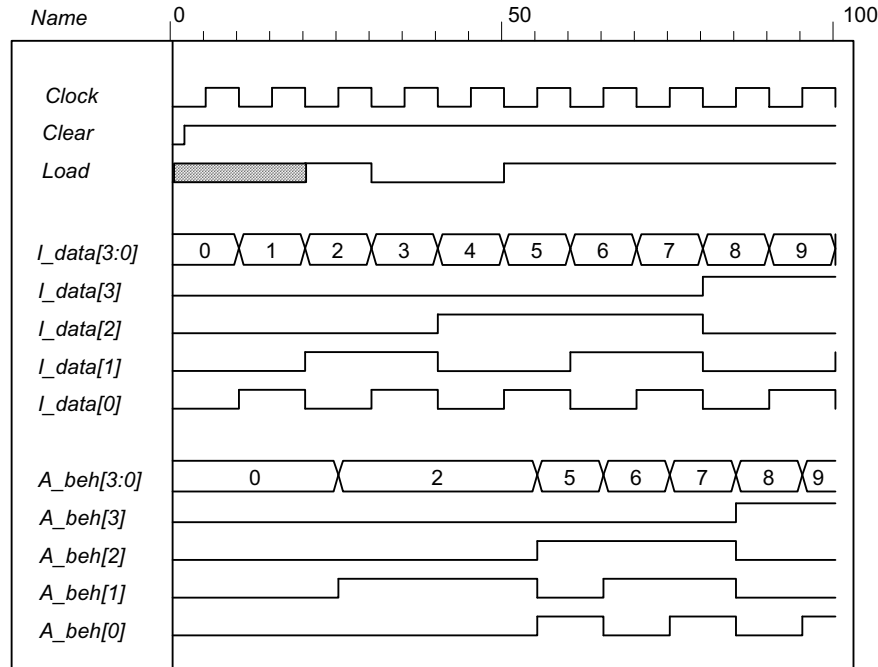 Name 0 50 100
Clock
Clear
Load
I_data[3:0] 0 1 2 3 4 5 6 7 8 9
I_data[3]
I_data[2]
I_data[1]
I_data[0]
A_beh[3:0] 0 2 5 6 7 8 9
A_beh[3]
A_beh[2]
A_beh[1]
A_beh[0]